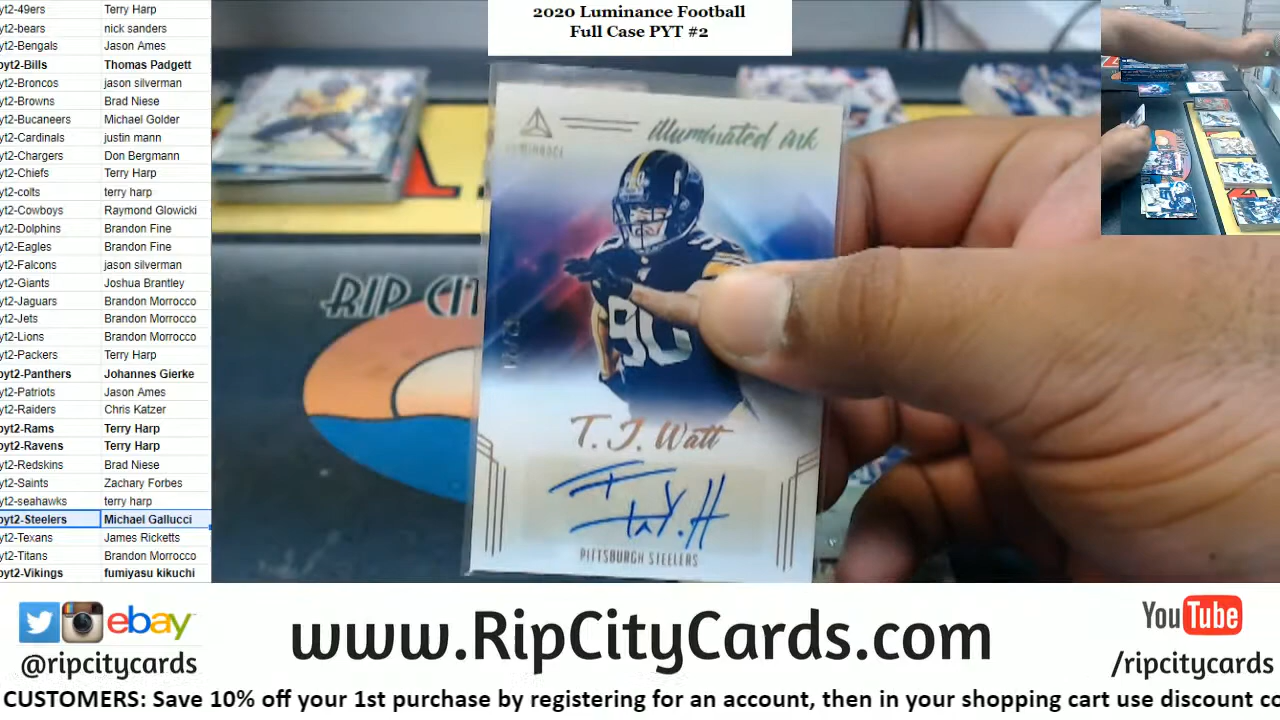 2020 Luminance Football
Full Case PYT #2
yt2-49ers Terry Harp
yt2-bears nick sanders
yt2-Bengals Jason Ames
pyt2-Bills Thomas Padgett
yt2-Broncos jason silverman
yt2-Browns Brad Niese
yt2-Bucaneers Michael Golder
yt2-Cardinals justin mann
yt2-Chargers Don Bergmann
yt2-Chiefs Terry Harp
yt2-colts terry harp
yt2-Cowboys Raymond Glowicki
yt2-Dolphins Brandon Fine
yt2-Eagles Brandon Fine
yt2-Falcons jason silverman
yt2-Giants Joshua Brantley
yt2-Jaguars Brandon Morrocco
yt2-Jets Brandon Morrocco
yt2-Lions Brandon Morrocco
yt2-Packers Terry Harp
pyt2-Panthers Johannes Gierke
yt2-Patriots Jason Ames
yt2-Raiders Chris Katzer
pyt2-Rams Terry Harp
pyt2-Ravens Terry Harp
yt2-Redskins Brad Niese
yt2-Saints Zachary Forbes
yt2-seahawks terry harp
pyt2-Steelers Michael Gallucci
yt2-Texans James Ricketts
yt2-Titans Brandon Morrocco
pyt2-Vikings fumiyasu kikuchi
illuminated ink
90
T. J. Watt
PITTSBURGH STEELERS
RIP CIT
ebay
@ripcitycards
www.RipCityCards.com
YouTube
/ripcitycards
CUSTOMERS: Save 10% off your 1st purchase by registering for an account, then in your shopping cart use discount co